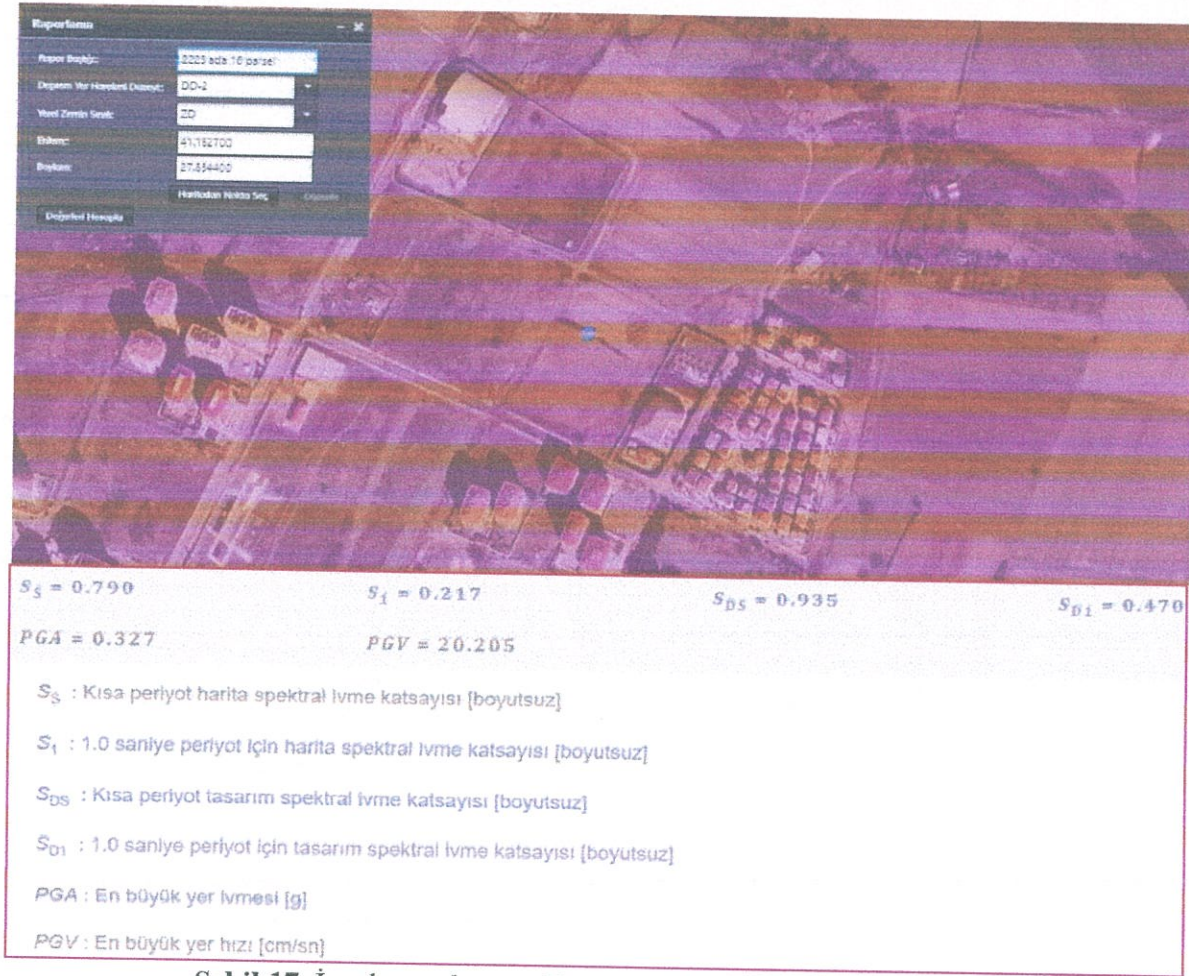 Raporlama
Rapor Başlığı:
2223 ada 16 parsel
Deprem Yer Hareketi Düzeyi:
DD-2
Yerel Zemin Sınıfı:
ZD
Enlem:
41,162700
Boylam:
27,854400
Haritadan Nokta Seç
Değerleri Hesapla
S_S = 0.790 S_1 = 0.217 S_DS = 0.935 S_D1 = 0.470
PGA = 0.327 PGV = 20.205
S_S : Kısa periyot harita spektral ivme katsayısı [boyutsuz]
S_1 : 1.0 saniye periyot için harita spektral ivme katsayısı [boyutsuz]
S_DS : Kısa periyot tasarım spektral ivme katsayısı [boyutsuz]
S_D1 : 1.0 saniye periyot için tasarım spektral ivme katsayısı [boyutsuz]
PGA : En büyük yer ivmesi [g]
PGV : En büyük yer hızı [cm/sn]
Şekil 17.